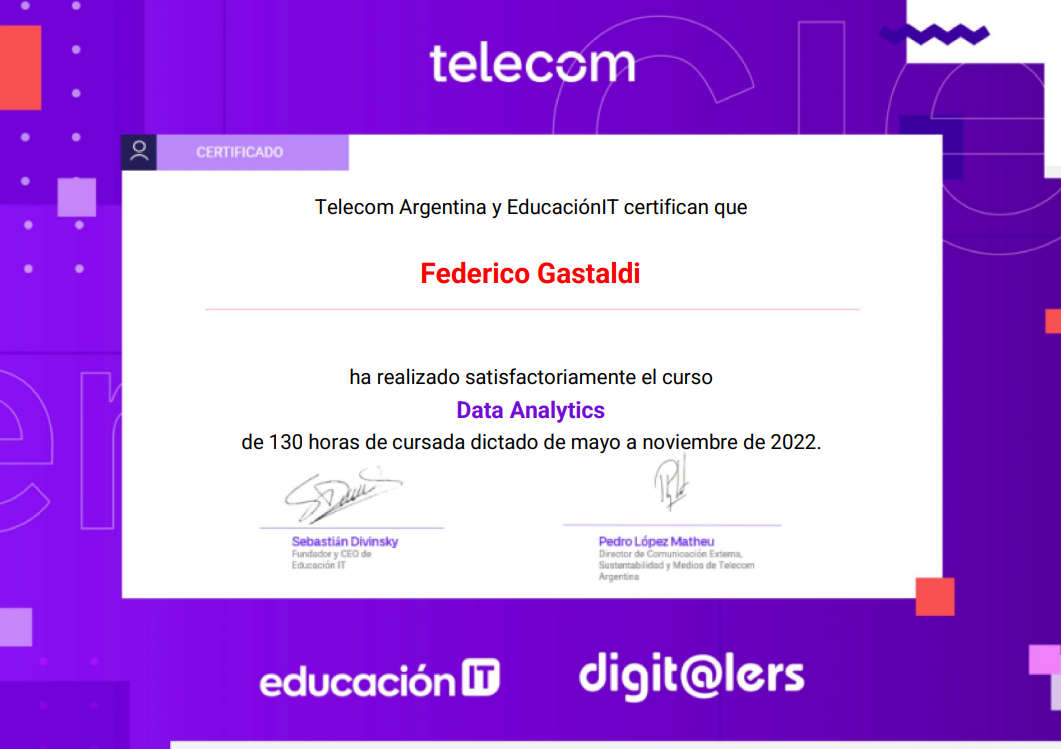 telecom
CERTIFICADO
Telecom Argentina y EducaciónIT certifican que
Federico Gastaldi
ha realizado satisfactoriamente el curso
Data Analytics
de 130 horas de cursada dictado de mayo a noviembre de 2022.
Sebastián Divinsky
Fundador y CEO de
Educación IT
Pedro López Matheu
Director de Comunicación Externa,
Sustentabilidad y Medios de Telecom
Argentina
educación IT
digit@lers